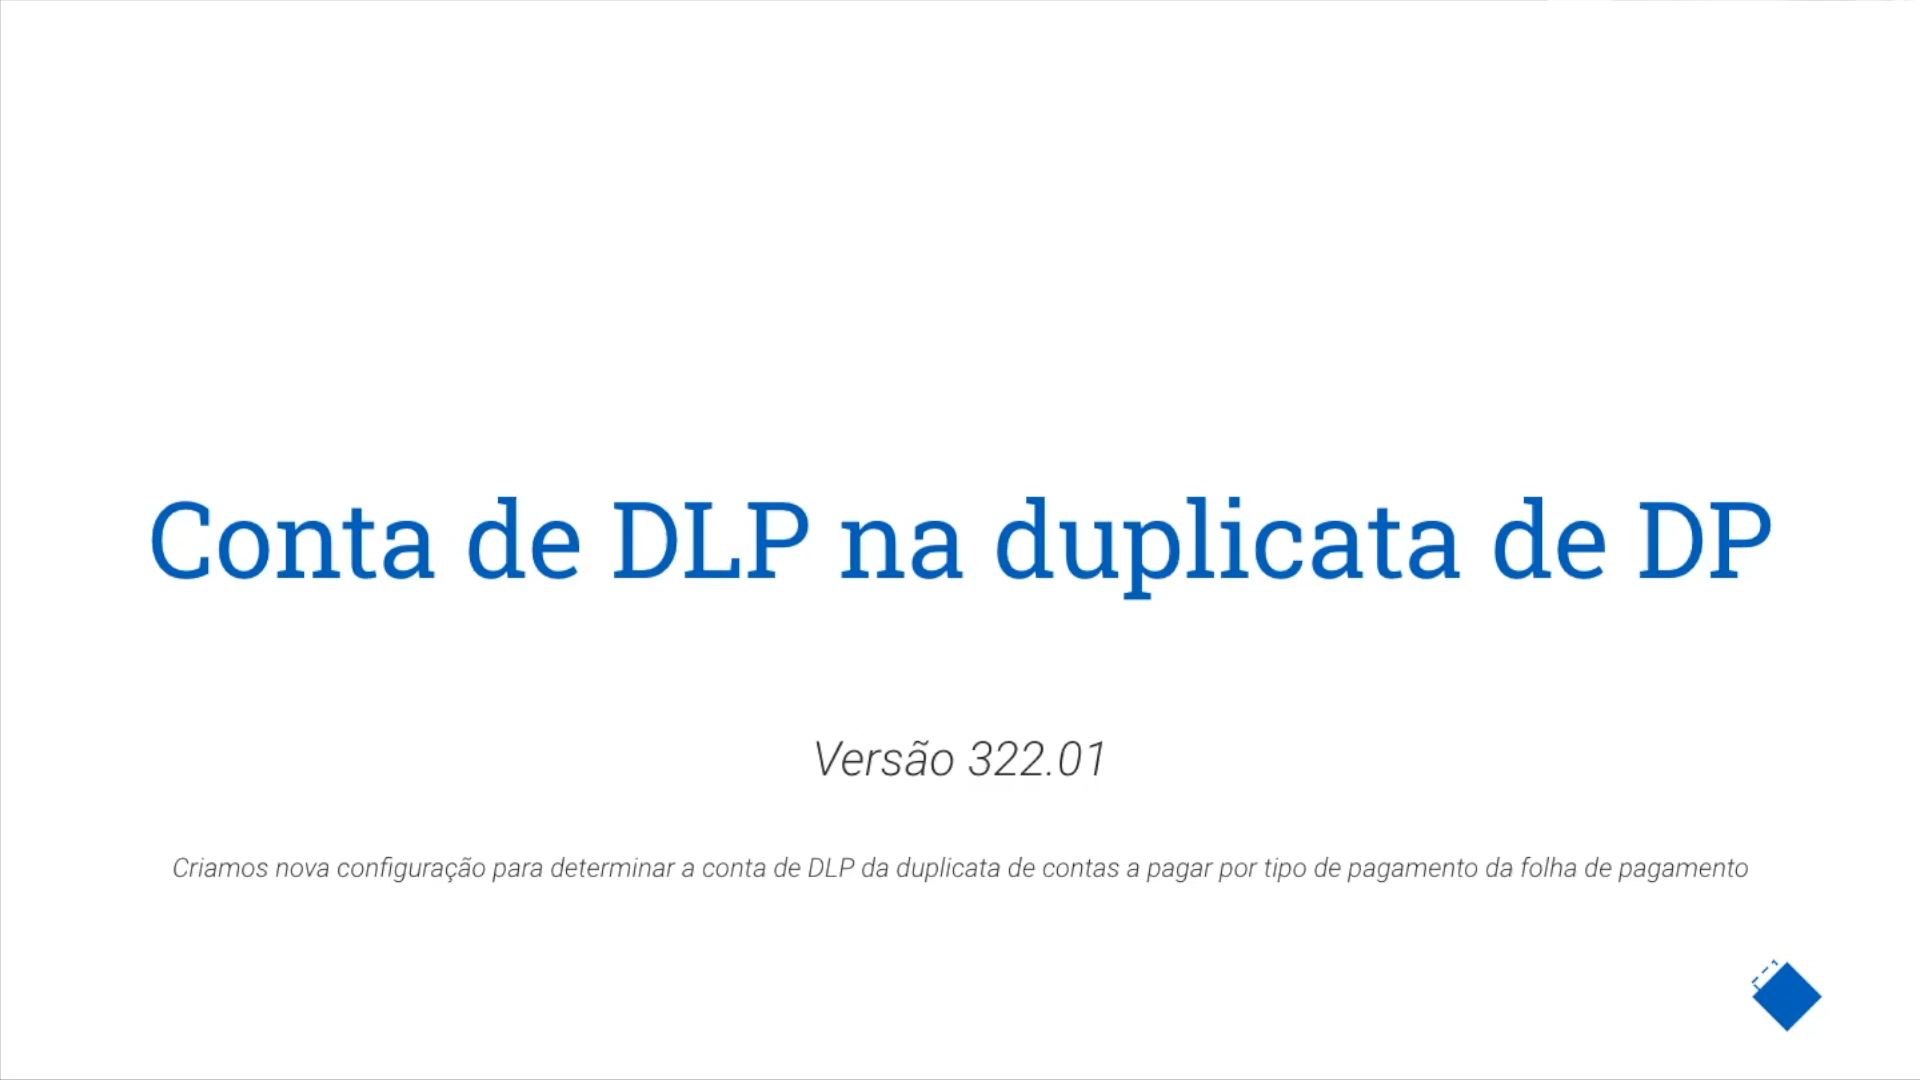 Conta de DLP na duplicata de DP
Versão 322.01
Criamos nova configuração para determinar a conta de DLP da duplicata de contas a pagar por tipo de pagamento da folha de pagamento